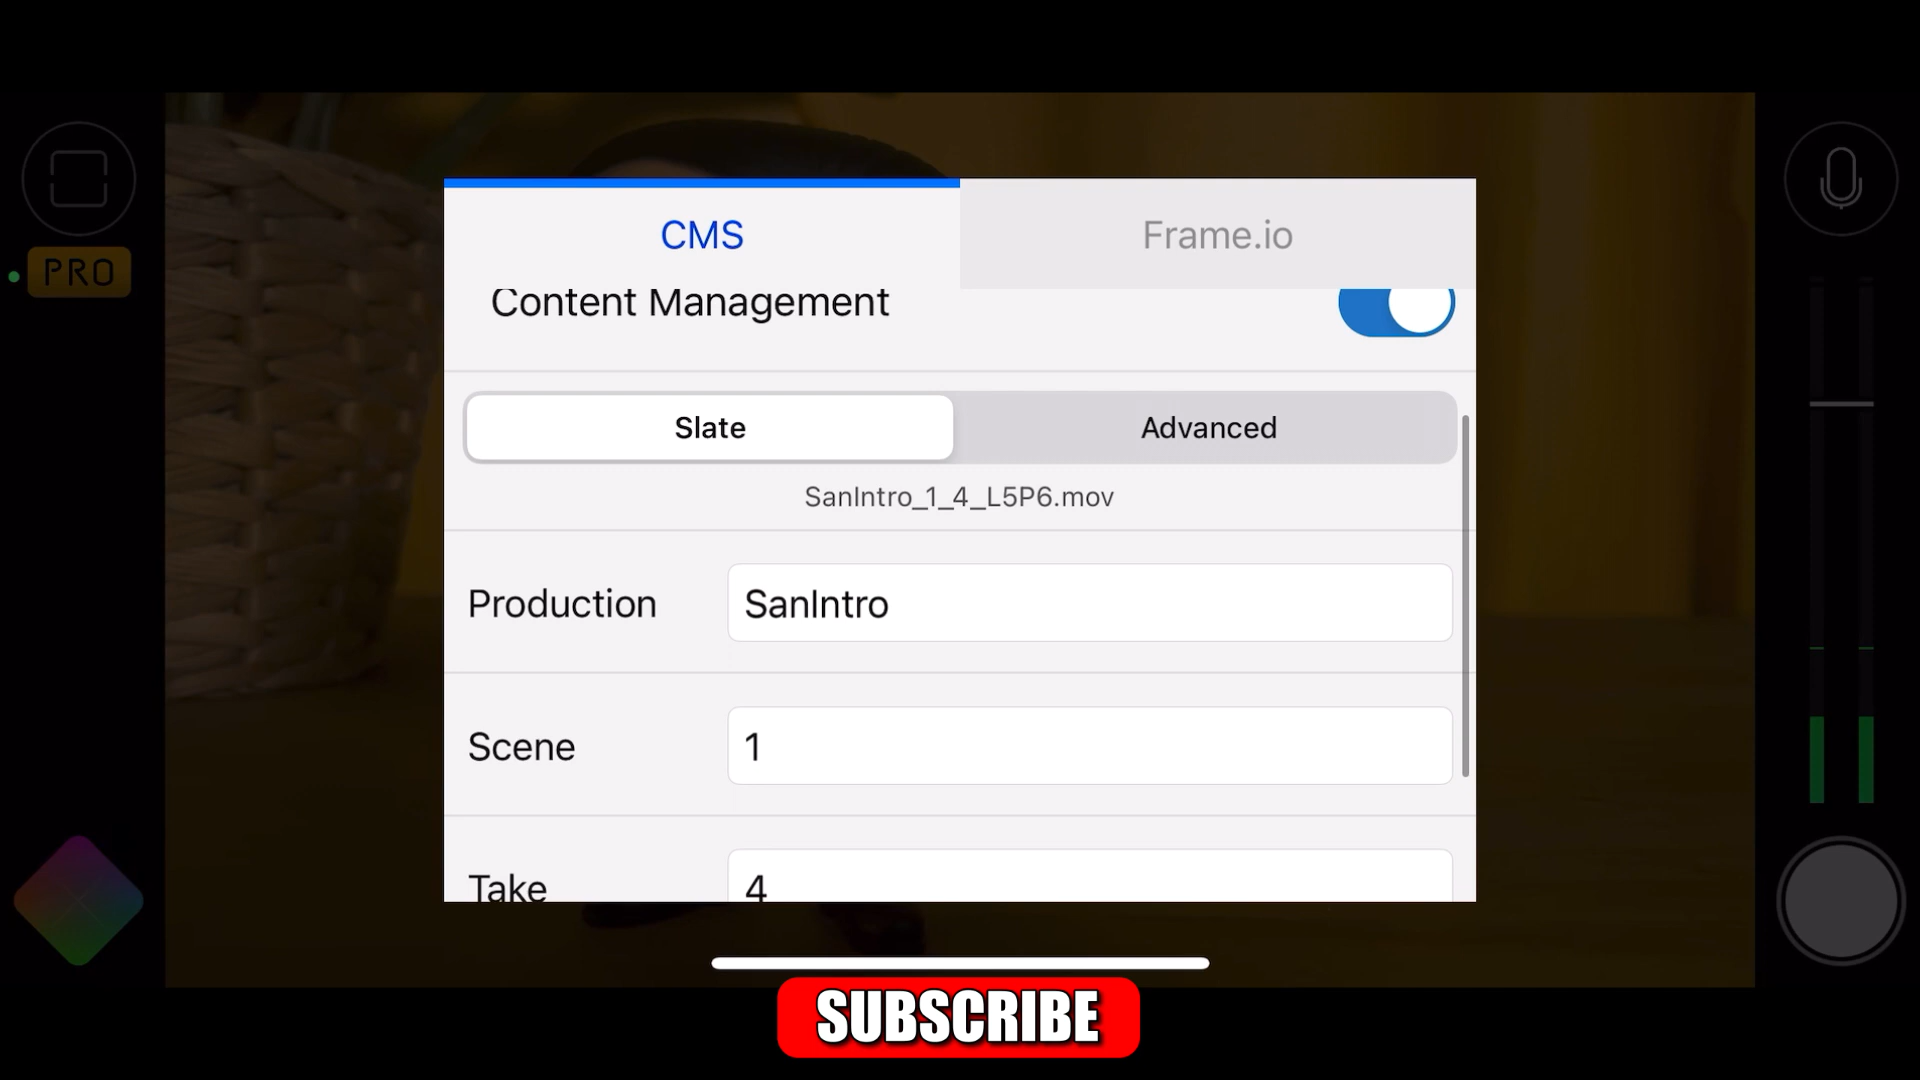 PRO
CMS
Frame.io
Content Management
Slate
Advanced
SanIntro_1_4_L5P6.mov
Production
SanIntro
Scene
1
Take
4
SUBSCRIBE